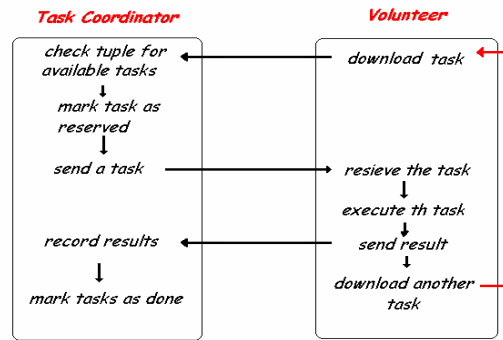 Task Coordinator
check tuple for
available tasks
mark task as
reserved
send a task
record results
mark tasks as done
Volunteer
download task
resieve the task
execute th task
send result
download another
task